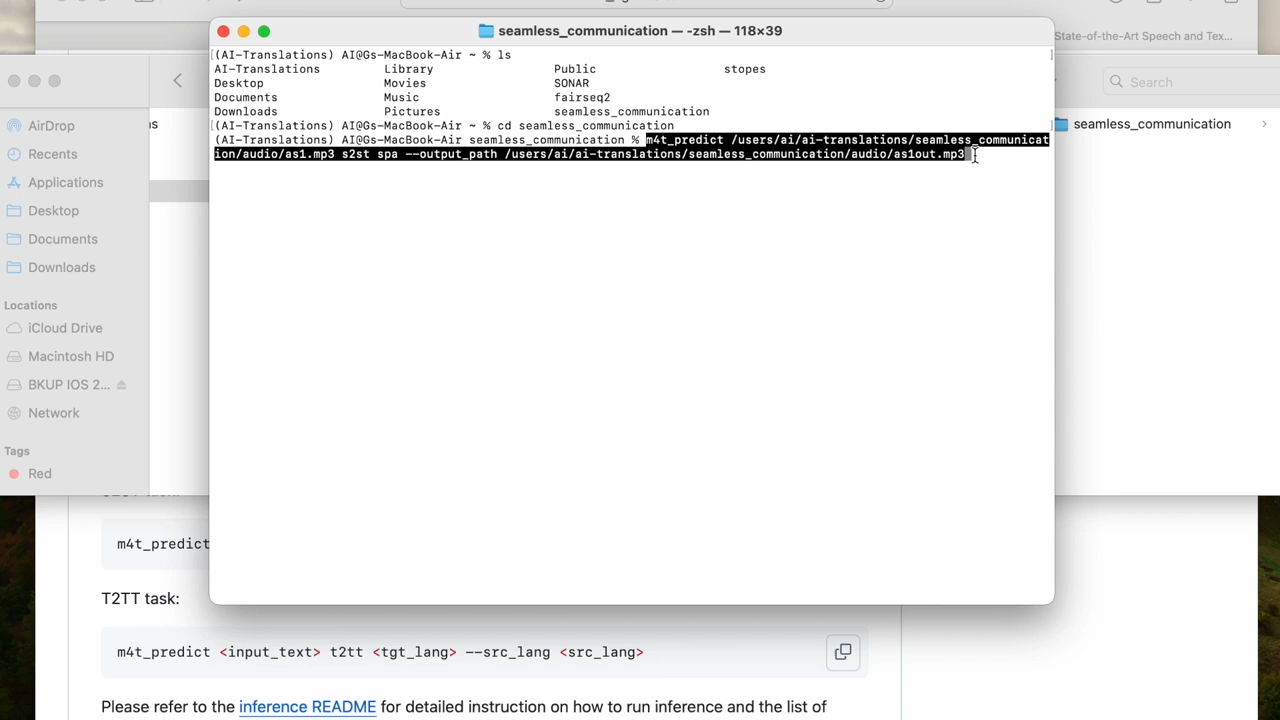 seamless_communication — -zsh — 118×39
State-of-the-Art Speech and Tex...
Search
[(AI-Translations) AI@Gs-MacBook-Air ~ % ls ]
AI-Translations Library Public stopes
Desktop Movies SONAR
Documents Music fairseq2
Downloads Pictures seamless_communication
[(AI-Translations) AI@Gs-MacBook-Air ~ % cd seamless_communication ]
(AI-Translations) AI@Gs-MacBook-Air seamless_communication % m4t_predict /users/ai/ai-translations/seamless_communicat
ion/audio/as1.mp3 s2st spa --output_path /users/ai/ai-translations/seamless_communication/audio/as1out.mp3
AirDrop
Recents
Applications
Desktop
Documents
Downloads
Locations
iCloud Drive
Macintosh HD
BKUP IOS 2...
Network
Tags
Red
seamless_communication
m4t_predict
T2TT task:
m4t_predict <input_text> t2tt <tgt_lang> --src_lang <src_lang>
Please refer to the inference README for detailed instruction on how to run inference and the list of